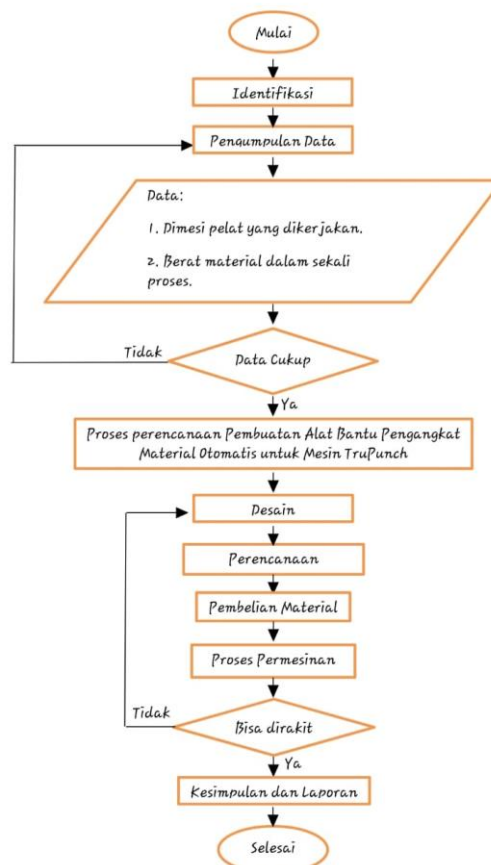 Mulai
Identifikasi
Pengumpulan Data
Data:
1. Dimesi pelat yang dikerjakan.
2. Berat material dalam sekali
proses.
Tidak
Data Cukup
Ya
Proses perencanaan Pembuatan Alat Bantu Pengangkat
Material Otomatis untuk Mesin TruPunch
Desain
Perencanaan
Pembelian Material
Proses Permesinan
Tidak
Bisa dirakit
Ya
Kesimpulan dan Laporan
Selesai